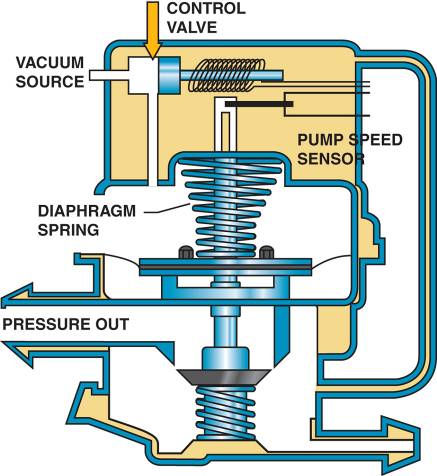 CONTROL
VALVE
VACUUM
SOURCE
PUMP SPEED
SENSOR
DIAPHRAGM
SPRING
PRESSURE OUT